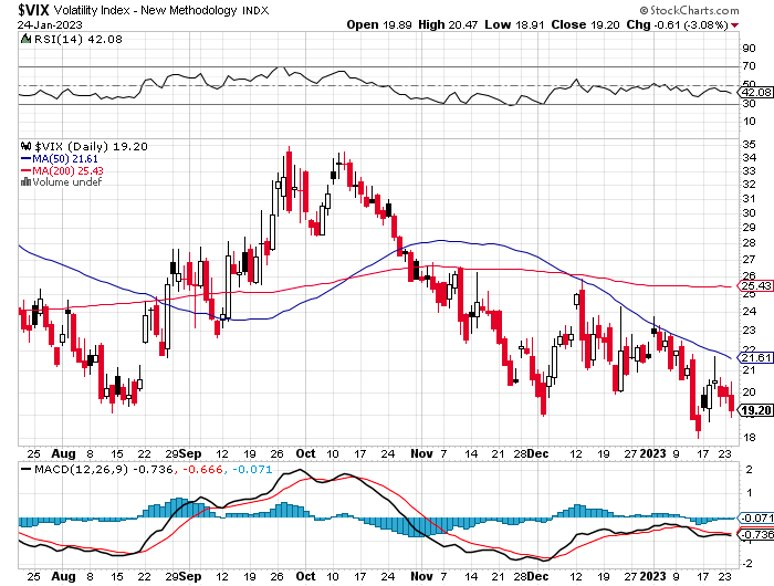 $VIX Volatility Index - New Methodology INDX
© StockCharts.com
24-Jan-2023
Open 19.89 High 20.47 Low 18.91 Close 19.20 Chg -0.61 (-3.08%)
RSI(14) 42.08
90
70
50
42.08
30
10
$VIX (Daily) 19.20
MA(50) 21.61
MA(200) 25.43
Volume undef
35
34
33
32
31
30
29
28
27
26
25.43
25
24
23
22
21.61
21
20
19.20
19
18
25 Aug 8 15 22 29 Sep 12 19 26 Oct 10 17 24 Nov 7 14 21 28 Dec 12 19 27 2023 9 17 23
MACD(12,26,9) -0.736, -0.666, -0.071
2
1
-0.071
-0.736
-2
25 Aug 8 15 22 29 Sep 12 19 26 Oct 10 17 24 Nov 7 14 21 28 Dec 12 19 27 2023 9 17 23